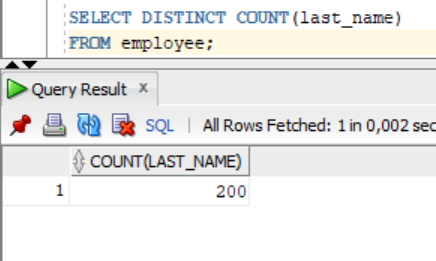 SELECT DISTINCT COUNT(last_name)
FROM employee;
Query Result x
SQL | All Rows Fetched: 1 in 0,002 sec
COUNT(LAST_NAME)
1 200